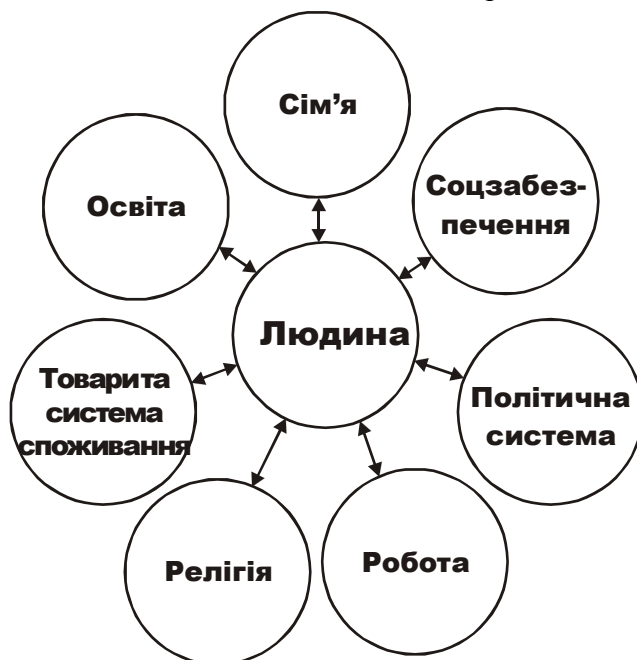 Сім’я
Соцзабез-
печення
Освіта
Людина
Товарита
система
споживання
Політична
система
Релігія
Робота